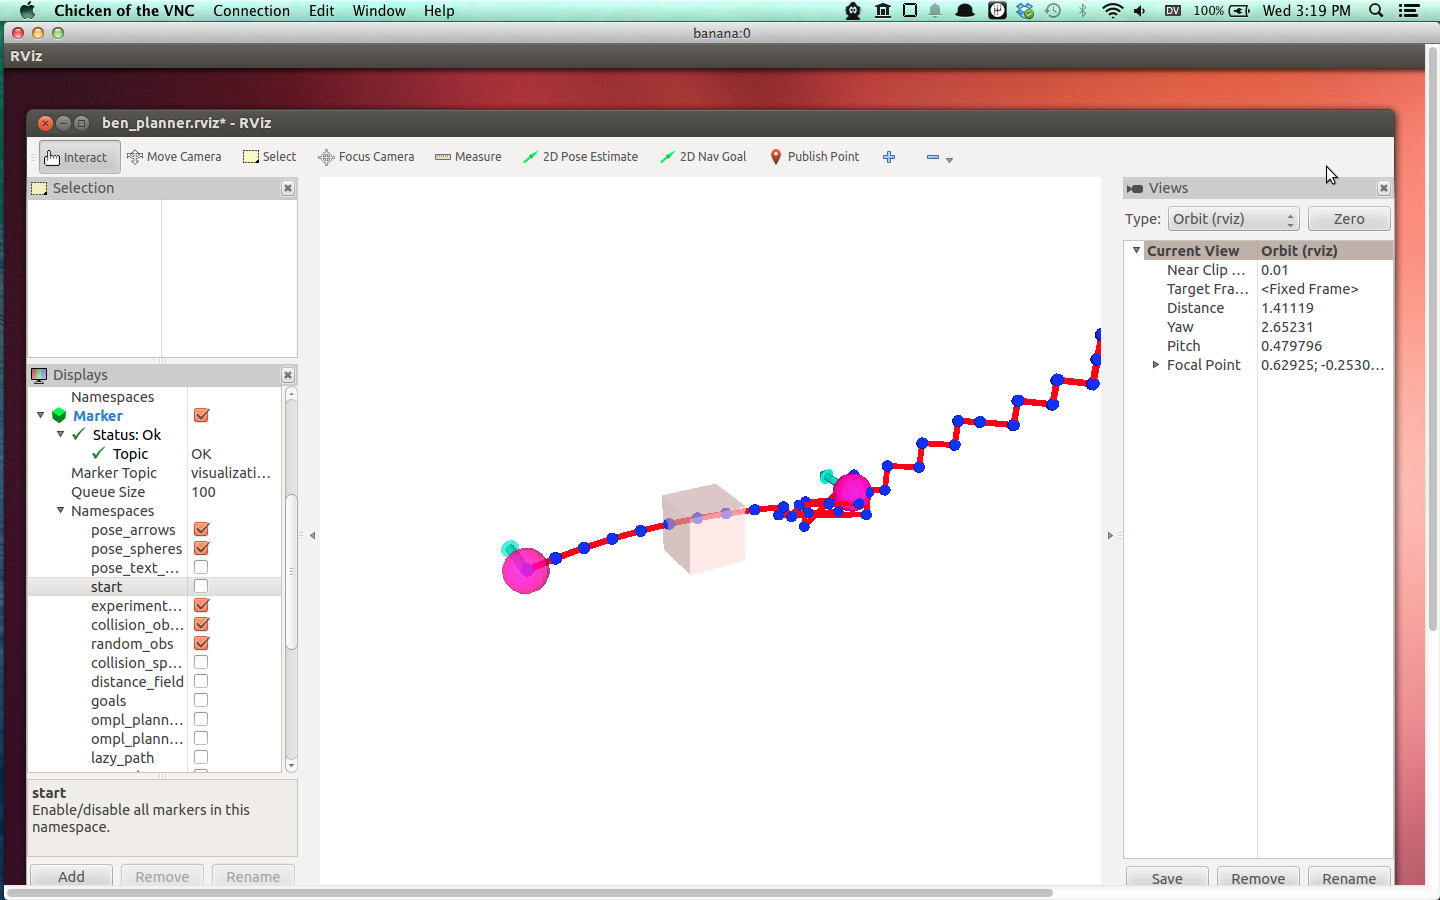 Chicken of the VNC Connection Edit Window Help DV 100% Wed 3:19 PM
banana:0
RViz
ben_planner.rviz* - RViz
Interact Move Camera Select Focus Camera Measure 2D Pose Estimate 2D Nav Goal Publish Point
Selection
Displays
Namespaces
Marker
Status: Ok
Topic OK
Marker Topic visualizati...
Queue Size 100
Namespaces
pose_arrows
pose_spheres
pose_text_...
start
experiment...
collision_ob...
random_obs
collision_sp...
distance_field
goals
ompl_plann...
ompl_plann...
lazy_path
start
Enable/disable all markers in this
namespace.
Add Remove Rename
Views
Type: Orbit (rviz) Zero
Current View Orbit (rviz)
Near Clip ... 0.01
Target Fra... <Fixed Frame>
Distance 1.41119
Yaw 2.65231
Pitch 0.479796
Focal Point 0.62925; -0.2530...
Save Remove Rename